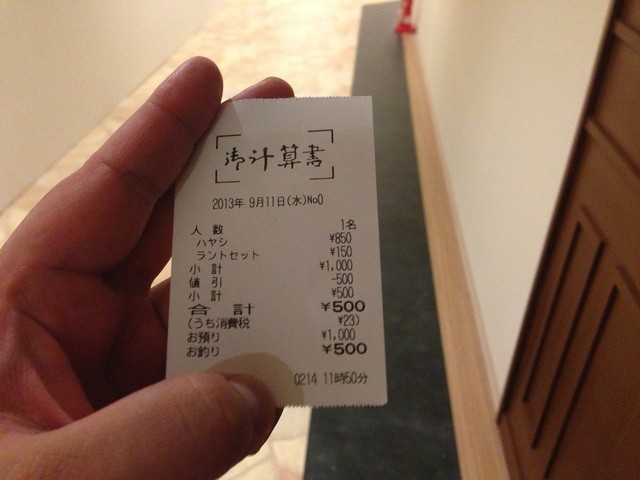 御計算書
2013年 9月11日(水)No0
人 数 1名
ハヤシ ¥850
ラントセット ¥150
小 計 ¥1,000
値 引 -500
小 計 ¥500
合 計 ¥500
(うち消費税 ¥23)
お預り ¥1,000
お釣り ¥500
0214 11時50分